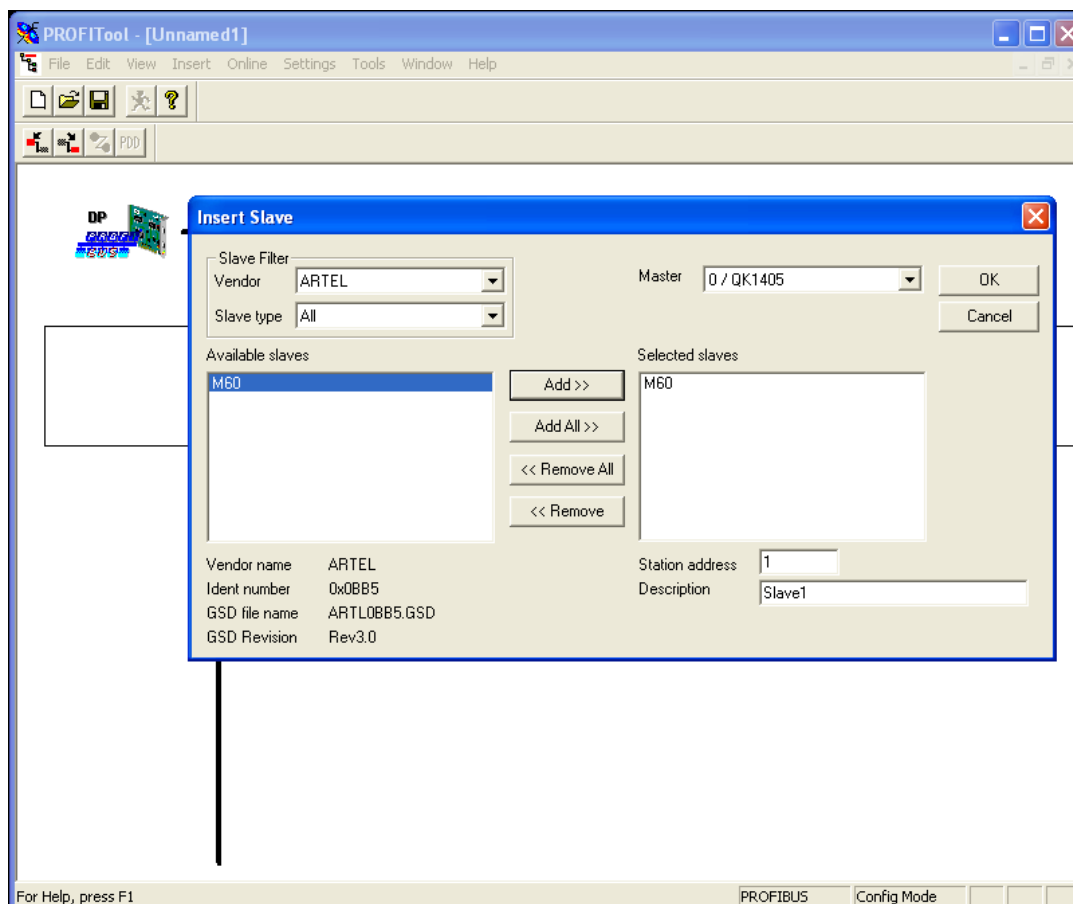 PROFITool - [Unnamed1]
File Edit View Insert Online Settings Tools Window Help
PDD
DP
Insert Slave
Slave Filter
Vendor ARTEL
Slave type All
Master 0 / QK1405
OK
Cancel
Available slaves
M60
Add >>
Add All >>
<< Remove All
<< Remove
Selected slaves
M60
Vendor name ARTEL
Ident number 0x0BB5
GSD file name ARTL0BB5.GSD
GSD Revision Rev3.0
Station address 1
Description Slave1
For Help, press F1
PROFIBUS
Config Mode